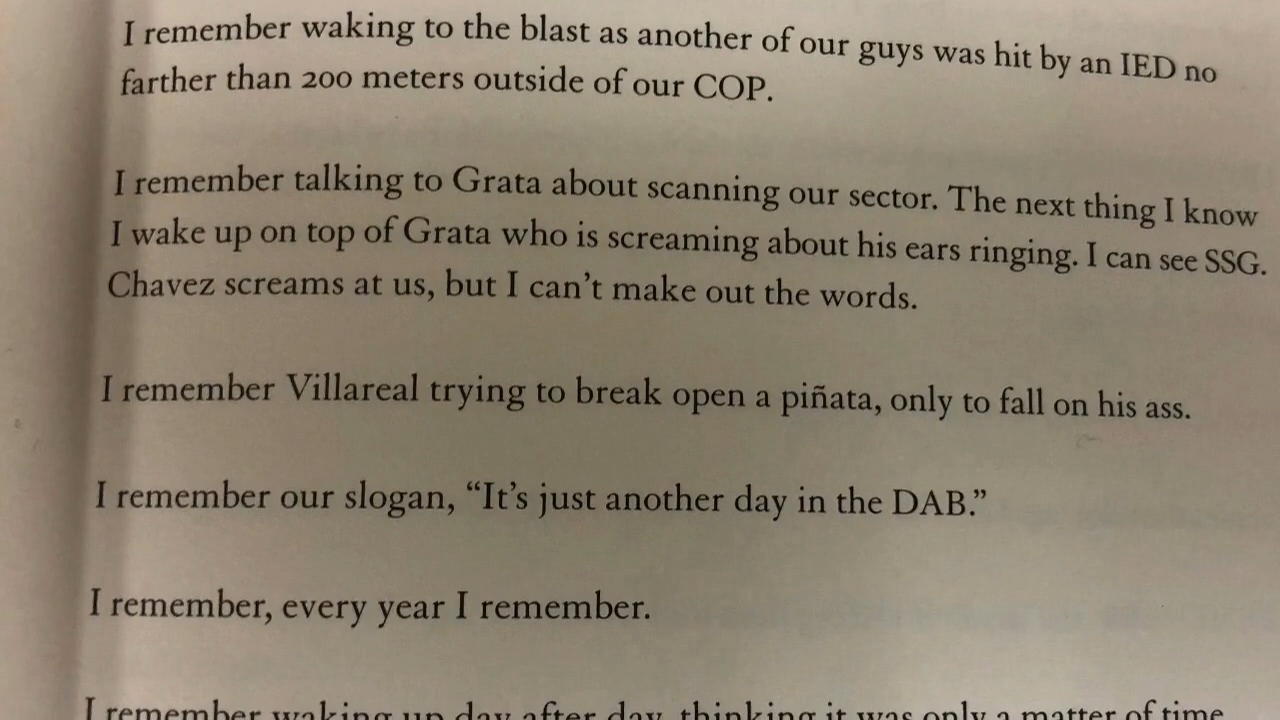 I remember waking to the blast as another of our guys was hit by an IED no
farther than 200 meters outside of our COP.
I remember talking to Grata about scanning our sector. The next thing I know
I wake up on top of Grata who is screaming about his ears ringing. I can see SSG.
Chavez screams at us, but I can’t make out the words.
I remember Villareal trying to break open a piñata, only to fall on his ass.
I remember our slogan, “It’s just another day in the DAB.”
I remember, every year I remember.
I remember waking up day after day, thinking it was only a matter of time